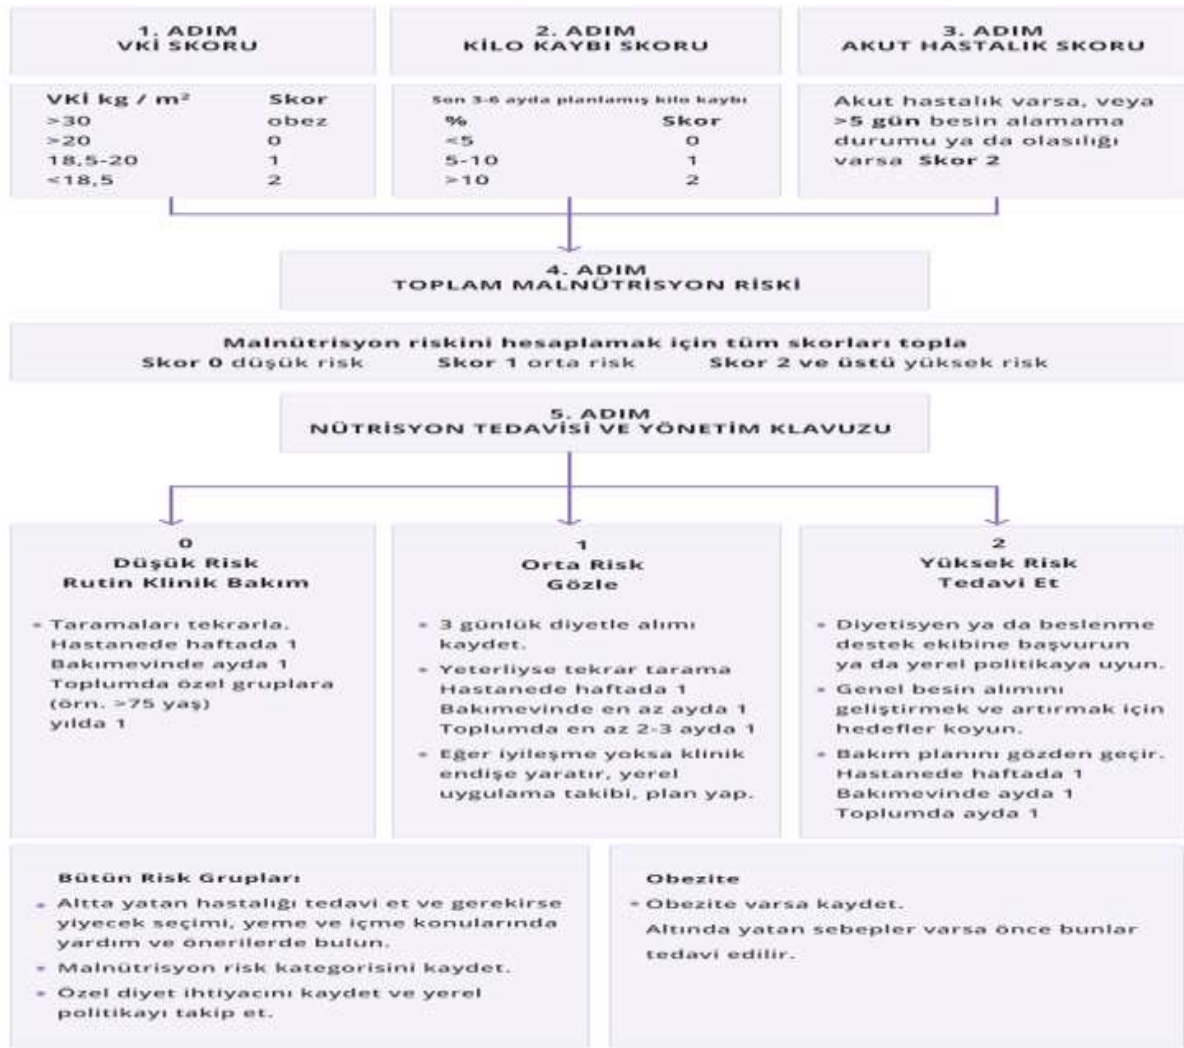 1. ADIM
VKİ SKORU
2. ADIM
KİLO KAYBI SKORU
3. ADIM
AKUT HASTALIK SKORU
VKİ kg / m² Skor
>30 obez
>20 0
18,5-20 1
<18,5 2
Son 3-6 ayda planlamış kilo kaybı
% Skor
<5 0
5-10 1
>10 2
Akut hastalık varsa, veya
>5 gün besin alamama
durumu ya da olasılığı
varsa Skor 2
4. ADIM
TOPLAM MALNÜTRİSYON RİSKİ
Malnütrisyon riskini hesaplamak için tüm skorları topla
Skor 0 düşük risk Skor 1 orta risk Skor 2 ve üstü yüksek risk
5. ADIM
NÜTRİSYON TEDAVİSİ VE YÖNETİM KLAVUZU
0
Düşük Risk
Rutin Klinik Bakım
• Taramaları tekrarla.
Hastanede haftada 1
Bakımevinde ayda 1
Toplumda özel gruplara
(örn. >75 yaş)
yılda 1
1
Orta Risk
Gözle
• 3 günlük diyetle alımı
kaydet.
• Yeterliyse tekrar tarama
Hastanede haftada 1
Bakımevinde en az ayda 1
Toplumda en az 2-3 ayda 1
• Eğer iyileşme yoksa klinik
endişe yaratır, yerel
uygulama takibi, plan yap.
2
Yüksek Risk
Tedavi Et
• Diyetisyen ya da beslenme
destek ekibine başvurun
ya da yerel politikaya uyun.
• Genel besin alımını
geliştirmek ve artırmak için
hedefler koyun.
• Bakım planını gözden geçir.
Hastanede haftada 1
Bakımevinde ayda 1
Toplumda ayda 1
Bütün Risk Grupları
• Altta yatan hastalığı tedavi et ve gerekirse
yiyecek seçimi, yeme ve içme konularında
yardım ve önerilerde bulun.
• Malnütrisyon risk kategorisini kaydet.
• Özel diyet ihtiyacını kaydet ve yerel
politikayı takip et.
Obezite
• Obezite varsa kaydet.
Altında yatan sebepler varsa önce bunlar
tedavi edilir.